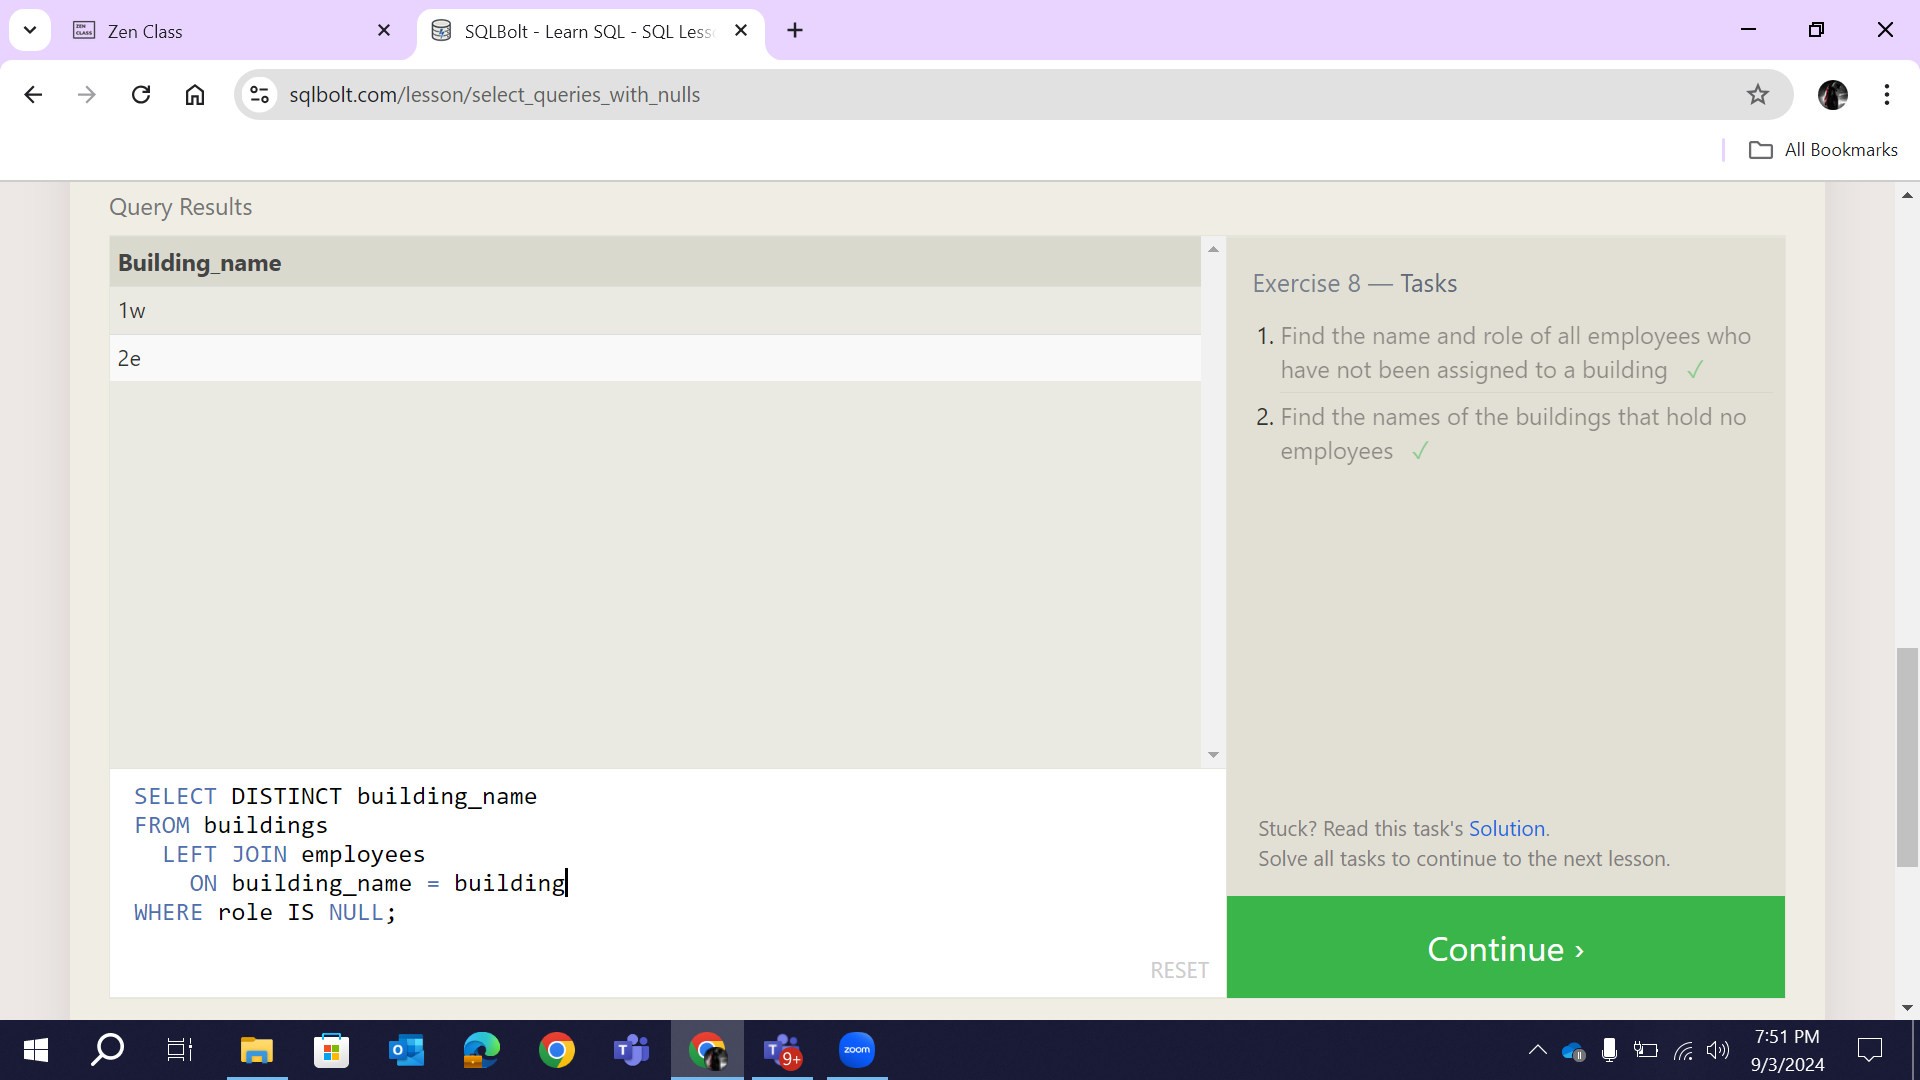 ZEN CLASS
Zen Class
SQLBolt - Learn SQL - SQL Less
sqlbolt.com/lesson/select_queries_with_nulls
All Bookmarks
Query Results
Building_name
1w
2e
Exercise 8 — Tasks
1. Find the name and role of all employees who
have not been assigned to a building ✓
2. Find the names of the buildings that hold no
employees ✓
SELECT DISTINCT building_name
FROM buildings
LEFT JOIN employees
ON building_name = building
WHERE role IS NULL;
RESET
Stuck? Read this task's Solution.
Solve all tasks to continue to the next lesson.
Continue ›
9+
zoom
7:51 PM
9/3/2024